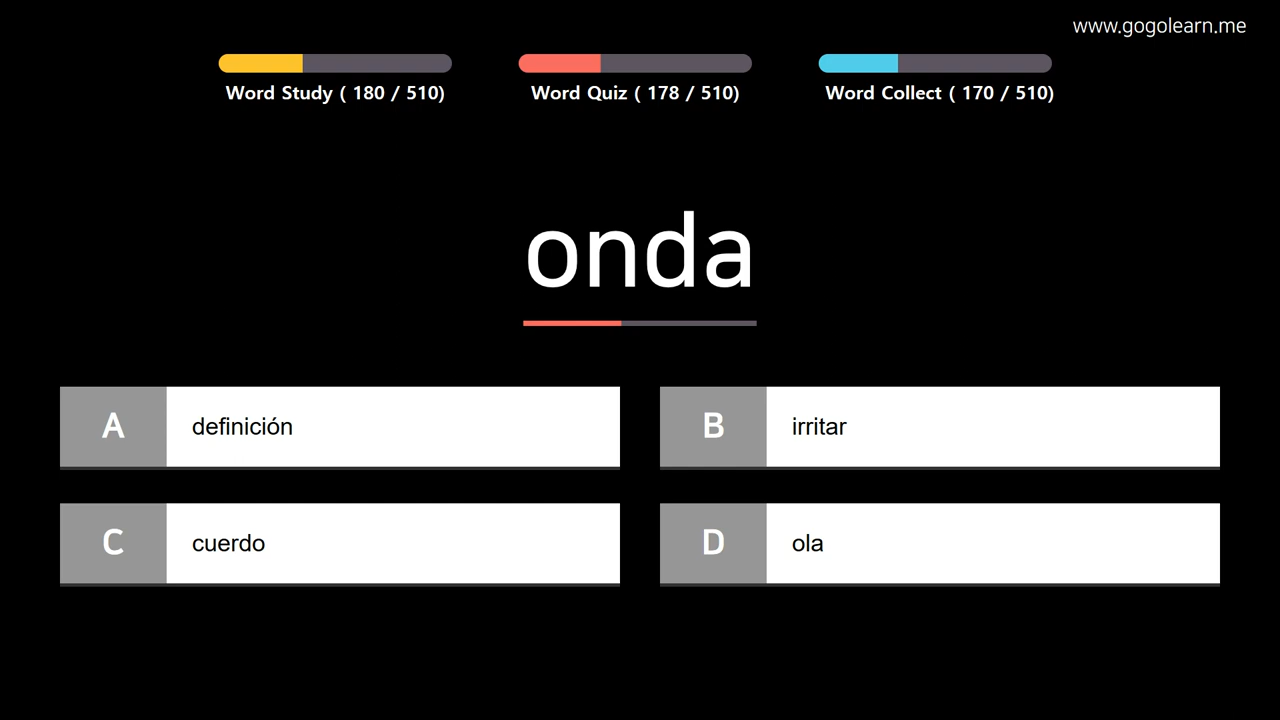 www.gogolearn.me
Word Study ( 180 / 510)
Word Quiz ( 178 / 510)
Word Collect ( 170 / 510)
onda
A
definición
B
irritar
C
cuerdo
D
ola